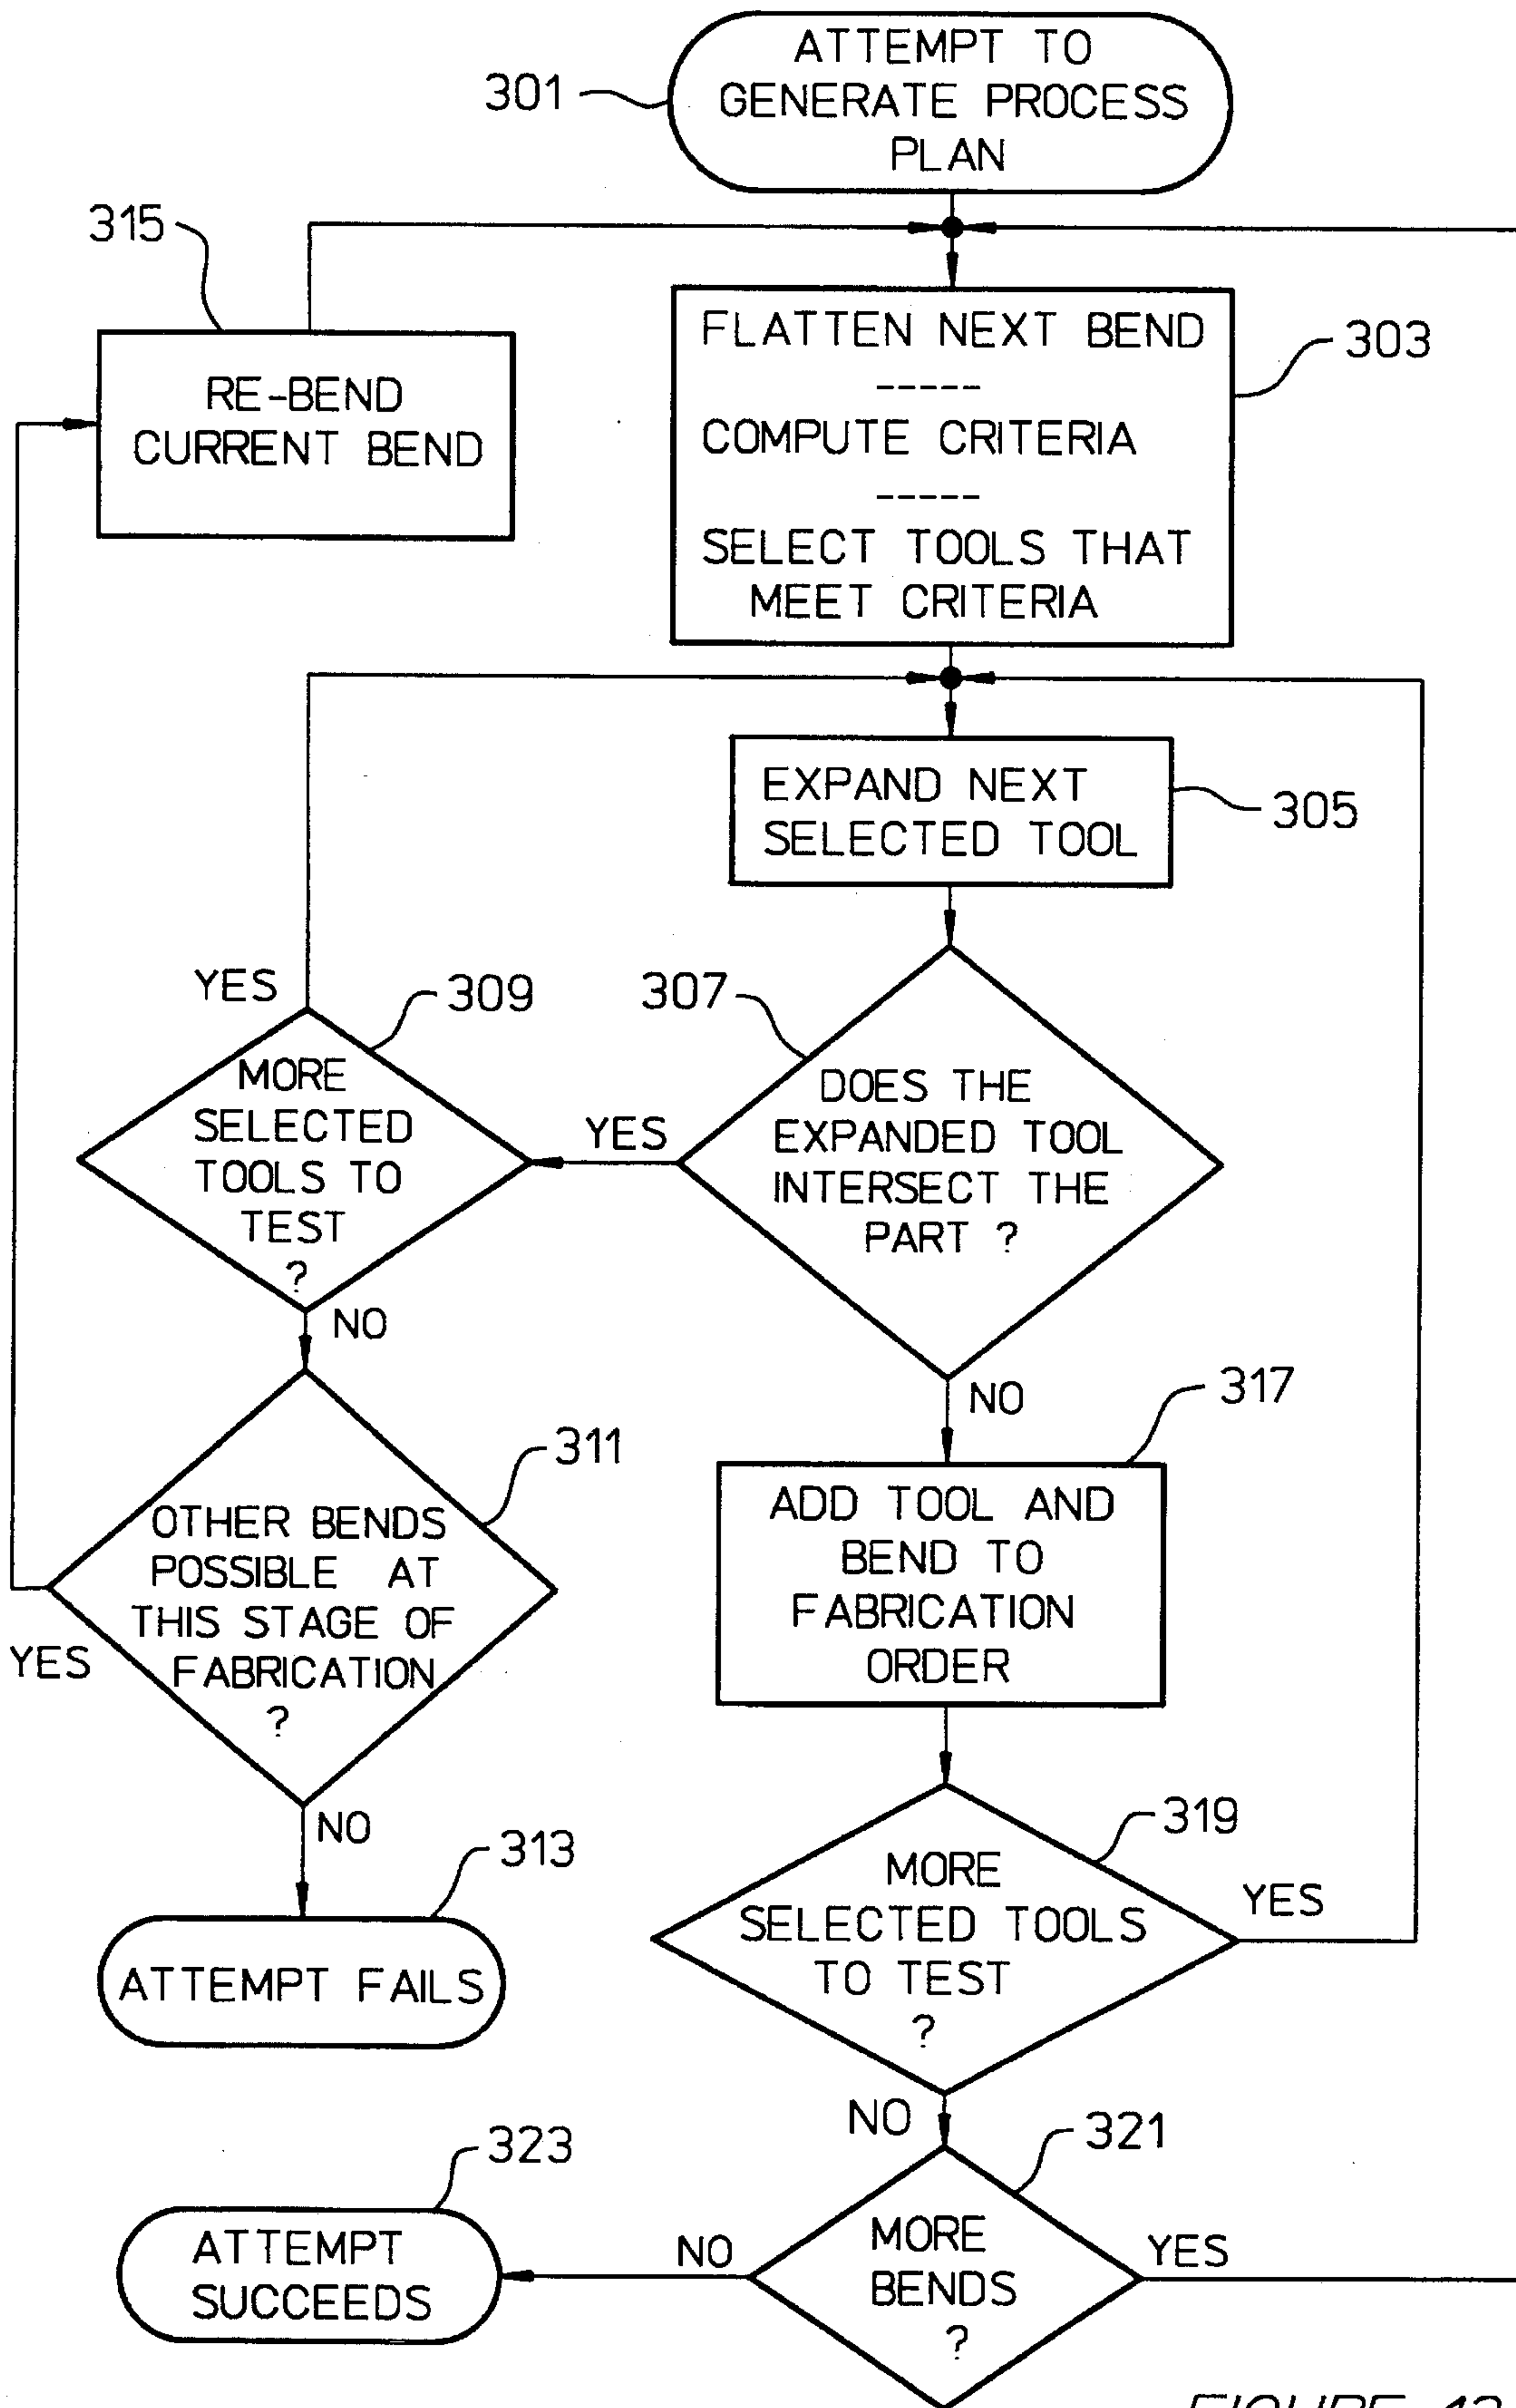 ATTEMPT TO
GENERATE PROCESS
PLAN
301
315
RE-BEND
CURRENT BEND
FLATTEN NEXT BEND
-----
COMPUTE CRITERIA
-----
SELECT TOOLS THAT
MEET CRITERIA
303
EXPAND NEXT
SELECTED TOOL
305
YES
309
MORE
SELECTED
TOOLS TO
TEST
?
YES
307
DOES THE
EXPANDED TOOL
INTERSECT THE
PART ?
NO
NO
311
OTHER BENDS
POSSIBLE AT
THIS STAGE OF
FABRICATION
?
YES
317
ADD TOOL AND
BEND TO
FABRICATION
ORDER
NO
313
ATTEMPT FAILS
319
MORE
SELECTED TOOLS
TO TEST
?
YES
NO
321
323
ATTEMPT
SUCCEEDS
NO
MORE
BENDS
?
YES